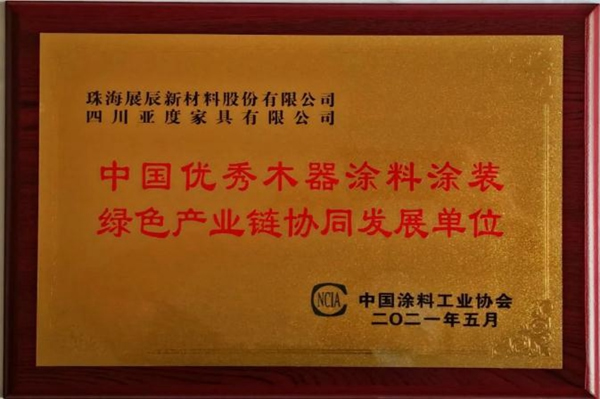 珠海展辰新材料股份有限公司
四川亚度家具有限公司
中国优秀木器涂料涂装
绿色产业链协同发展单位
NCIA 中国涂料工业协会
二〇二一年五月